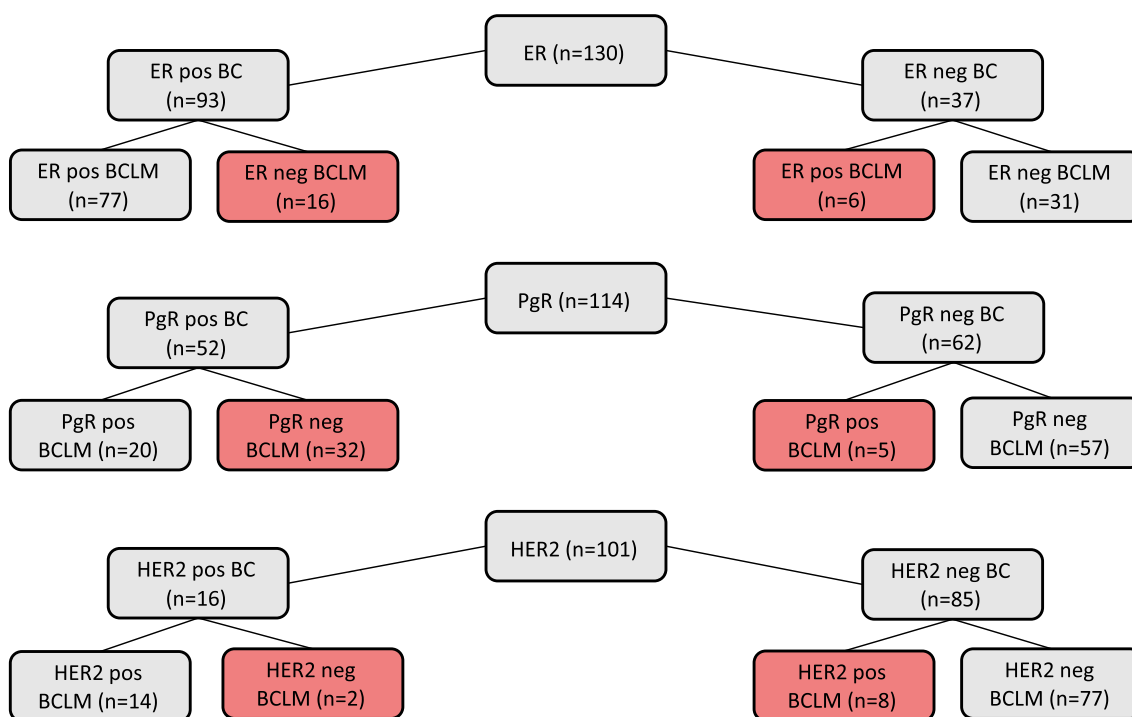 ER (n=130)
ER pos BC
(n=93)
ER neg BC
(n=37)
ER pos BCLM
(n=77)
ER neg BCLM
(n=16)
ER pos BCLM
(n=6)
ER neg BCLM
(n=31)
PgR (n=114)
PgR pos BC
(n=52)
PgR neg BC
(n=62)
PgR pos
BCLM (n=20)
PgR neg
BCLM (n=32)
PgR pos
BCLM (n=5)
PgR neg
BCLM (n=57)
HER2 (n=101)
HER2 pos BC
(n=16)
HER2 neg BC
(n=85)
HER2 pos
BCLM (n=14)
HER2 neg
BCLM (n=2)
HER2 pos
BCLM (n=8)
HER2 neg
BCLM (n=77)